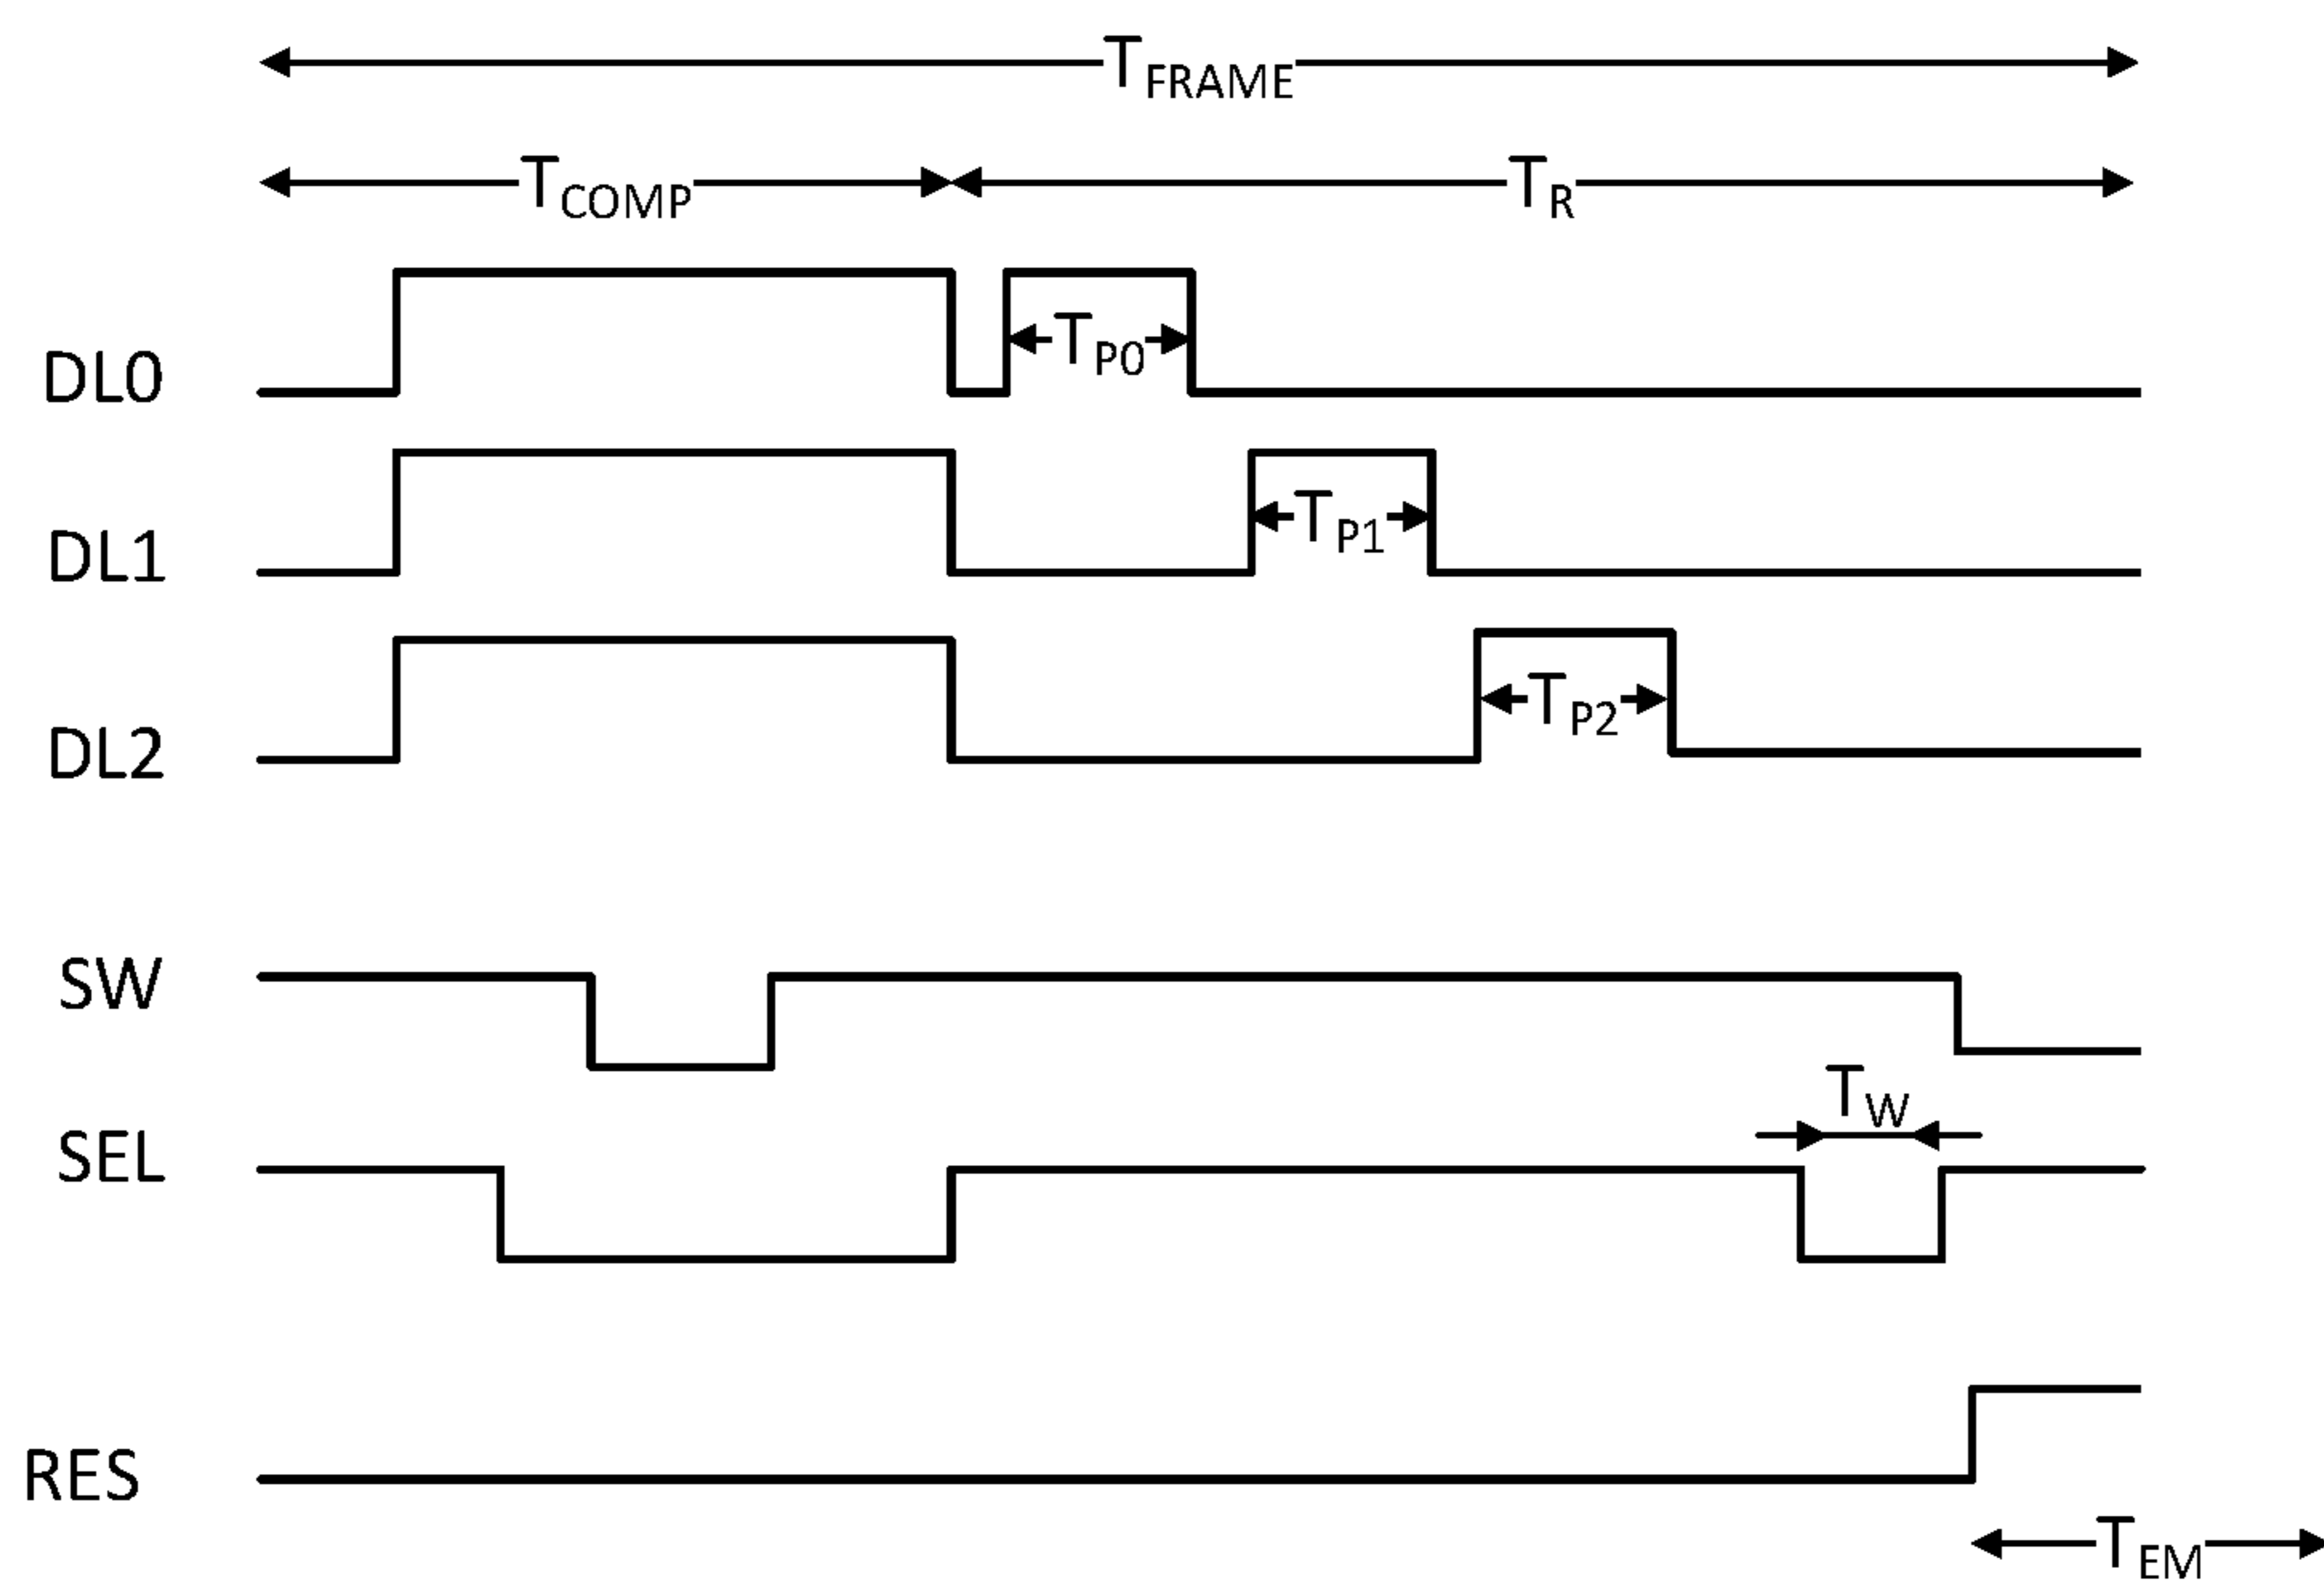 TFRAME
TCOMP TR
DL0 TP0
DL1 TP1
DL2 TP2
SW
TW
SEL
RES
TEM